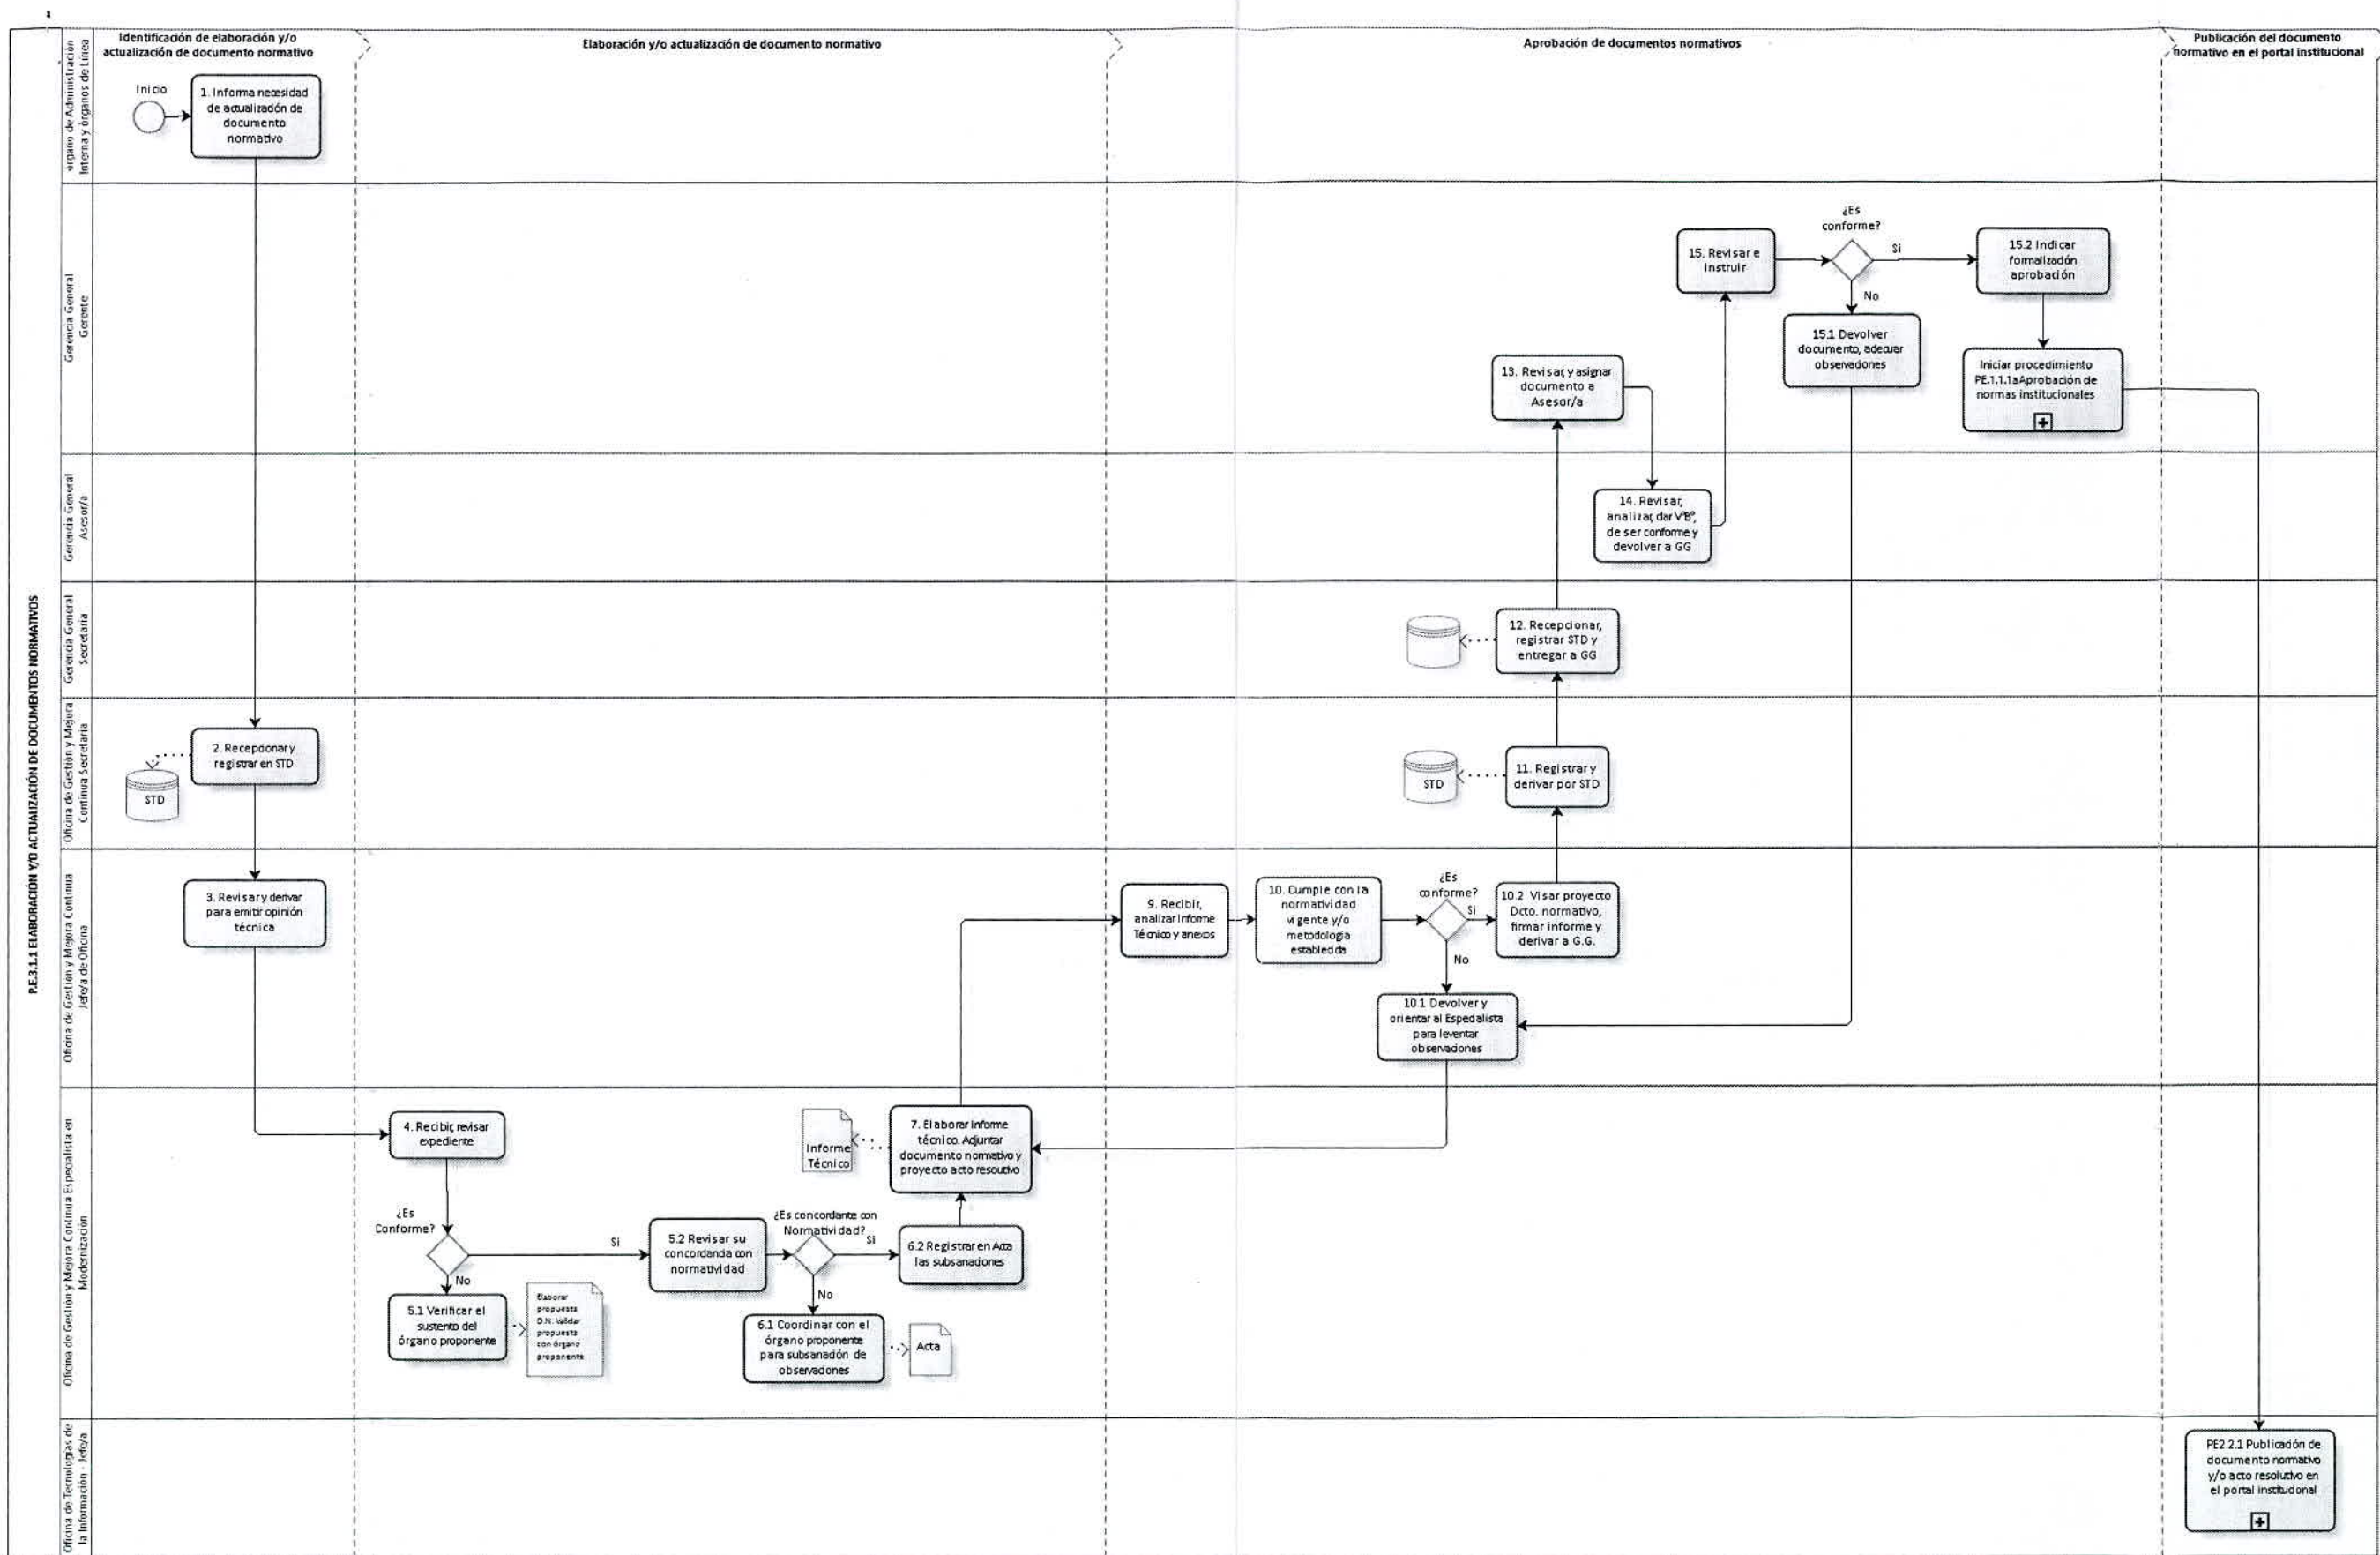 P.E.3.1.1 ELABORACIÓN Y/O ACTUALIZACIÓN DE DOCUMENTOS NORMATIVOS
Identificación de elaboración y/o
actualización de documento normativo
Elaboración y/o actualización de documento normativo
Aprobación de documentos normativos
Publicación del documento
normativo en el portal institucional
órgano de Administración
Interna y órganos de Línea
Inicio
1. Informa necesidad
de actualización de
documento
normativo
Gerencia General
Gerente
¿Es
conforme?
15. Revisar e
instruir
Si
15.2 Indicar
formalizadón
aprobación
No
15.1 Devolver
documento, adecuar
observaciones
13. Revisar, y asignar
documento a
Asesor/a
Iniciar procedimiento
PE.1.1.1aAprobación de
normas institucionales
Gerencia General
Asesor/a
14. Revisar,
analizar, dar V°B°,
de ser conforme y
devolver a GG
Gerencia General
Secretaria
12. Recepcionar,
registrar STD y
entregar a GG
Oficina de Gestión y Mejora
Continua Secretaria
2. Recepcionar y
registrar en STD
STD
11. Registrar y
derivar por STD
STD
Oficina de Gestión y Mejora Continua
Jefe/a de Oficina
3. Revisar y derivar
para emitir opinión
técnica
9. Recibir,
analizar Informe
Técnico y anexos
10. Cumple con la
normatividad
vigente y/o
metodología
establecida
¿Es
conforme?
Si
10.2 Visar proyecto
Dcto. normativo,
firmar informe y
derivar a G.G.
No
10.1 Devolver y
orientar al Especialista
para leventar
observaciones
Oficina de Gestión y Mejora Continua Especialista en
Modernización
4. Recibir, revisar
expediente
¿Es
Conforme?
Si
No
5.1 Verificar el
sustento del
órgano proponente
Elaborar
propuesta
D.N. Validar
propuesta
con órgano
proponente
5.2 Revisar su
concordancia con
normatividad
¿Es concordante con
Normatividad?
Si
No
6.1 Coordinar con el
órgano proponente
para subsanación de
observaciones
Acta
6.2 Registrar en Acta
las subsanaciones
Informe
Técnico
7. Elaborar Informe
técnico. Adjuntar
documento normativo y
proyecto acto resoutivo
Oficina de Tecnologías de
la Información - Jefe/a
PE2.2.1 Publicación de
documento normativo
y/o acto resolutivo en
el portal institucional